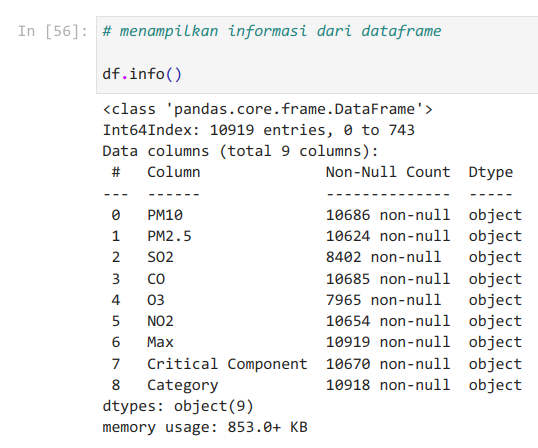 In [56]: # menampilkan informasi dari dataframe
df.info()
<class 'pandas.core.frame.DataFrame'>
Int64Index: 10919 entries, 0 to 743
Data columns (total 9 columns):
 #   Column              Non-Null Count  Dtype
---  ------              --------------  -----
 0   PM10                10686 non-null  object
 1   PM2.5               10624 non-null  object
 2   SO2                 8402 non-null   object
 3   CO                  10685 non-null  object
 4   O3                  7965 non-null   object
 5   NO2                 10654 non-null  object
 6   Max                 10919 non-null  object
 7   Critical Component  10670 non-null  object
 8   Category            10918 non-null  object
dtypes: object(9)
memory usage: 853.0+ KB